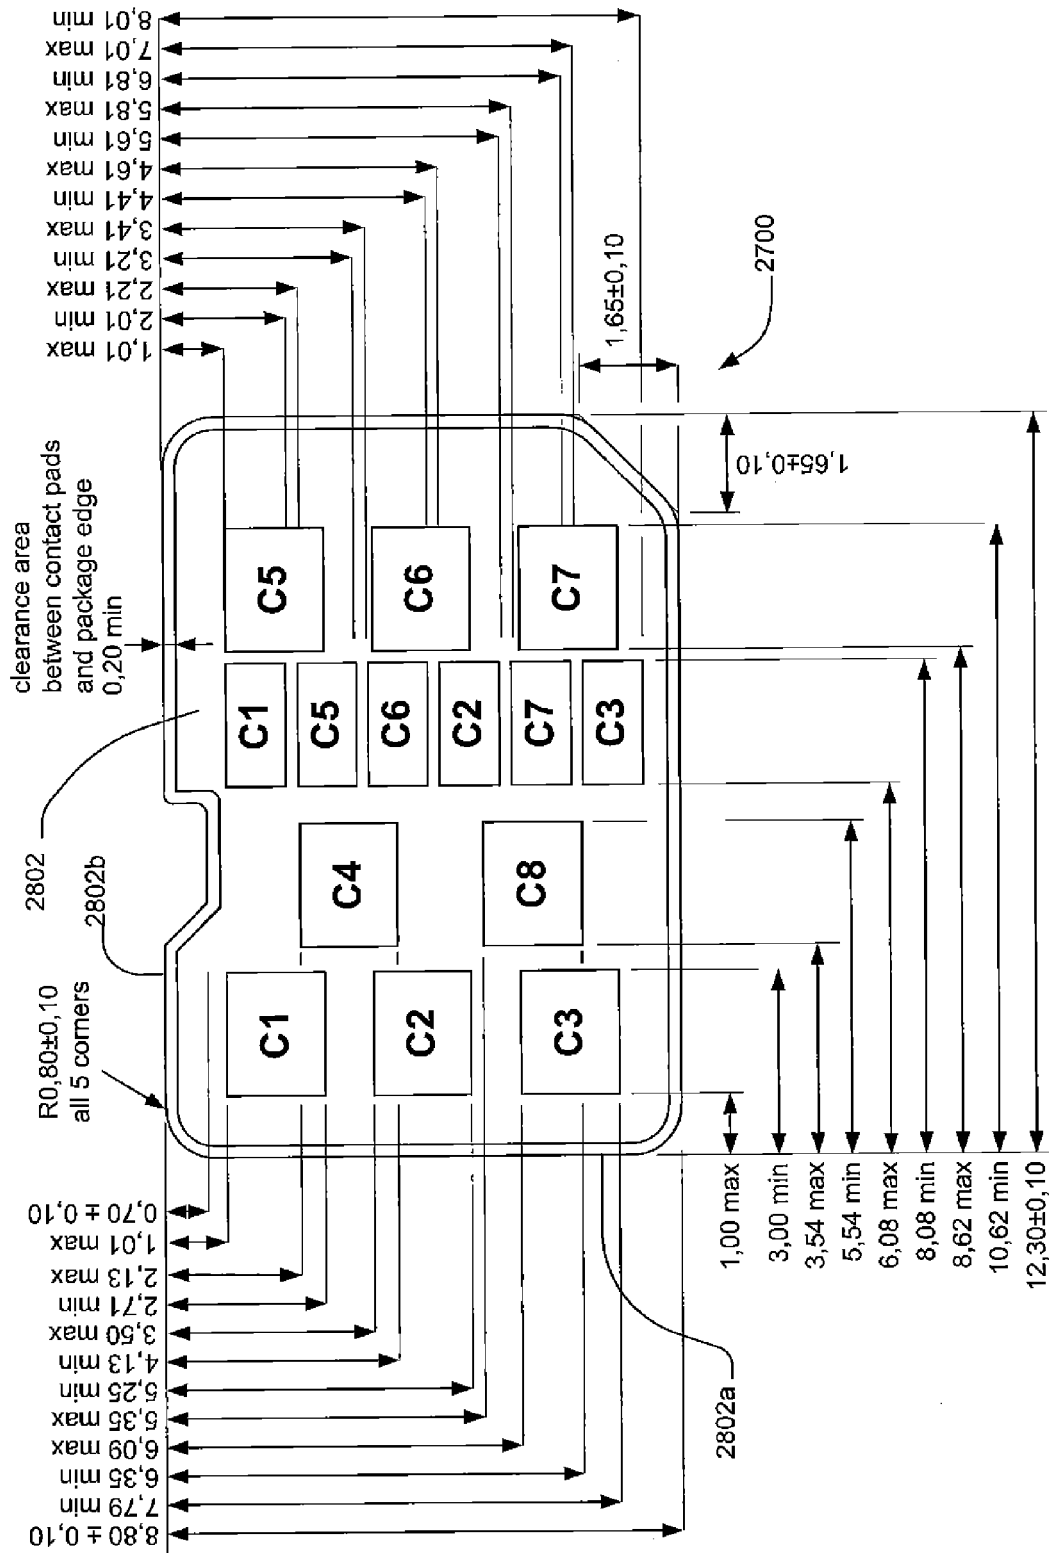 8,01 min
7,01 max
6,81 min
5,81 max
5,61 min
4,61 max
4,41 min
3,41 max
3,21 min
2,21 max
2,01 min
1,01 max
clearance area
between contact pads
and package edge
0,20 min
2802
2802b
R0,80±0,10
all 5 corners
1,65±0,10
2700
1,65±0,10
C5
C6
C7
C1
C5
C6
C2
C7
C3
C4
C8
C1
C2
C3
0,70 ± 0,10
1,01 max
2,13 max
2,71 min
3,50 max
4,13 min
5,25 min
5,35 max
6,09 max
6,35 min
7,79 min
8,80 ± 0,10
2802a
1,00 max
3,00 min
3,54 max
5,54 min
6,08 max
8,08 min
8,62 max
10,62 min
12,30±0,10